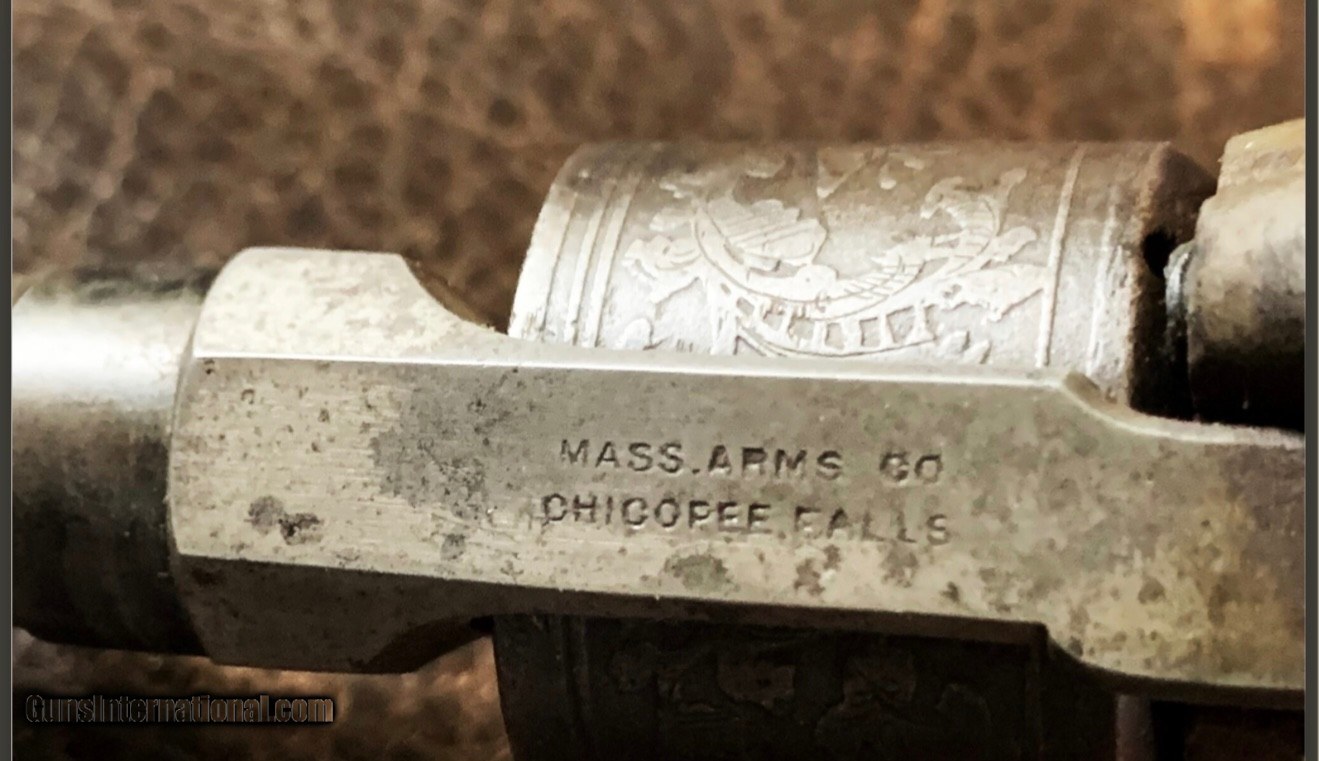 MASS. ARMS CO
CHICOPEE FALLS
GunsInternational.com